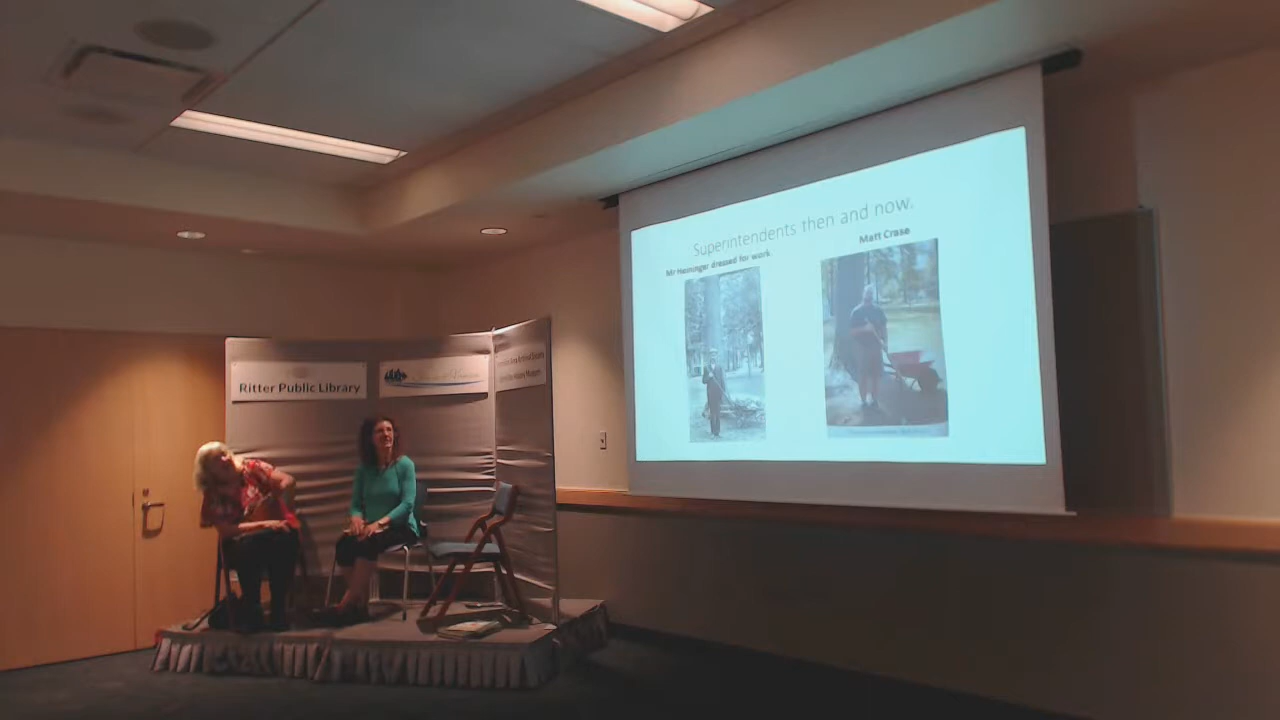 Superintendents then and now.
Mr Heininger dressed for work.
Matt Crase
Ritter Public Library